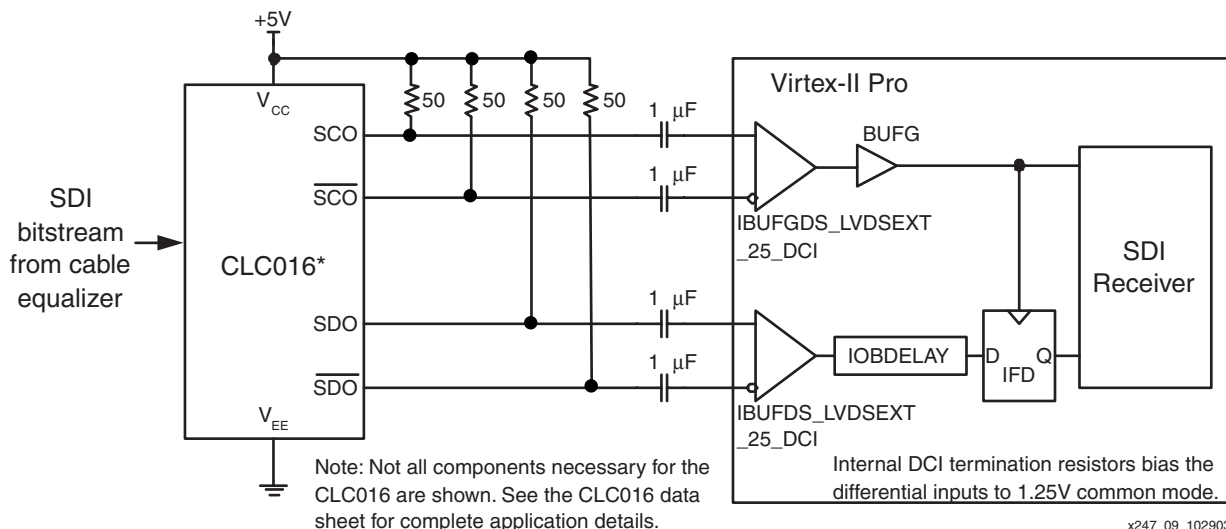 +5V
V_CC
50
50
50
50
1 µF
1 µF
1 µF
1 µF
SCO
SCO
SDO
SDO
V_EE
SDI
bitstream
from cable
equalizer
CLC016*
Virtex-II Pro
BUFG
IBUFGDS_LVDSEXT
_25_DCI
IBUFDS_LVDSEXT
_25_DCI
IOBDELAY
D
Q
IFD
SDI
Receiver
Note: Not all components necessary for the
CLC016 are shown. See the CLC016 data
sheet for complete application details.
Internal DCI termination resistors bias the
differential inputs to 1.25V common mode.
x247_09_102903